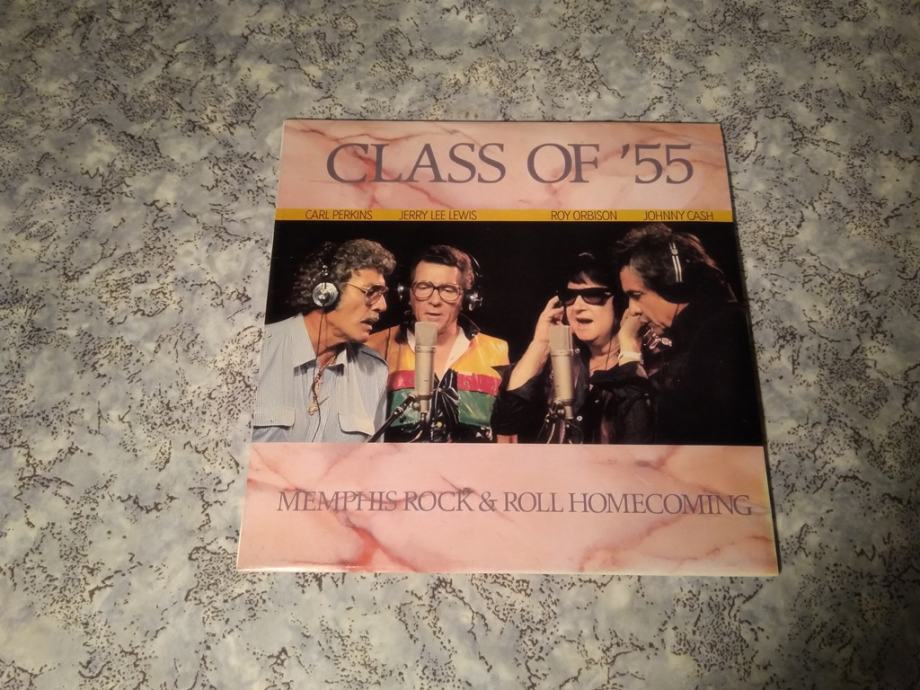 CLASS OF '55
CARL PERKINS JERRY LEE LEWIS ROY ORBISON JOHNNY CASH
MEMPHIS ROCK & ROLL HOMECOMING